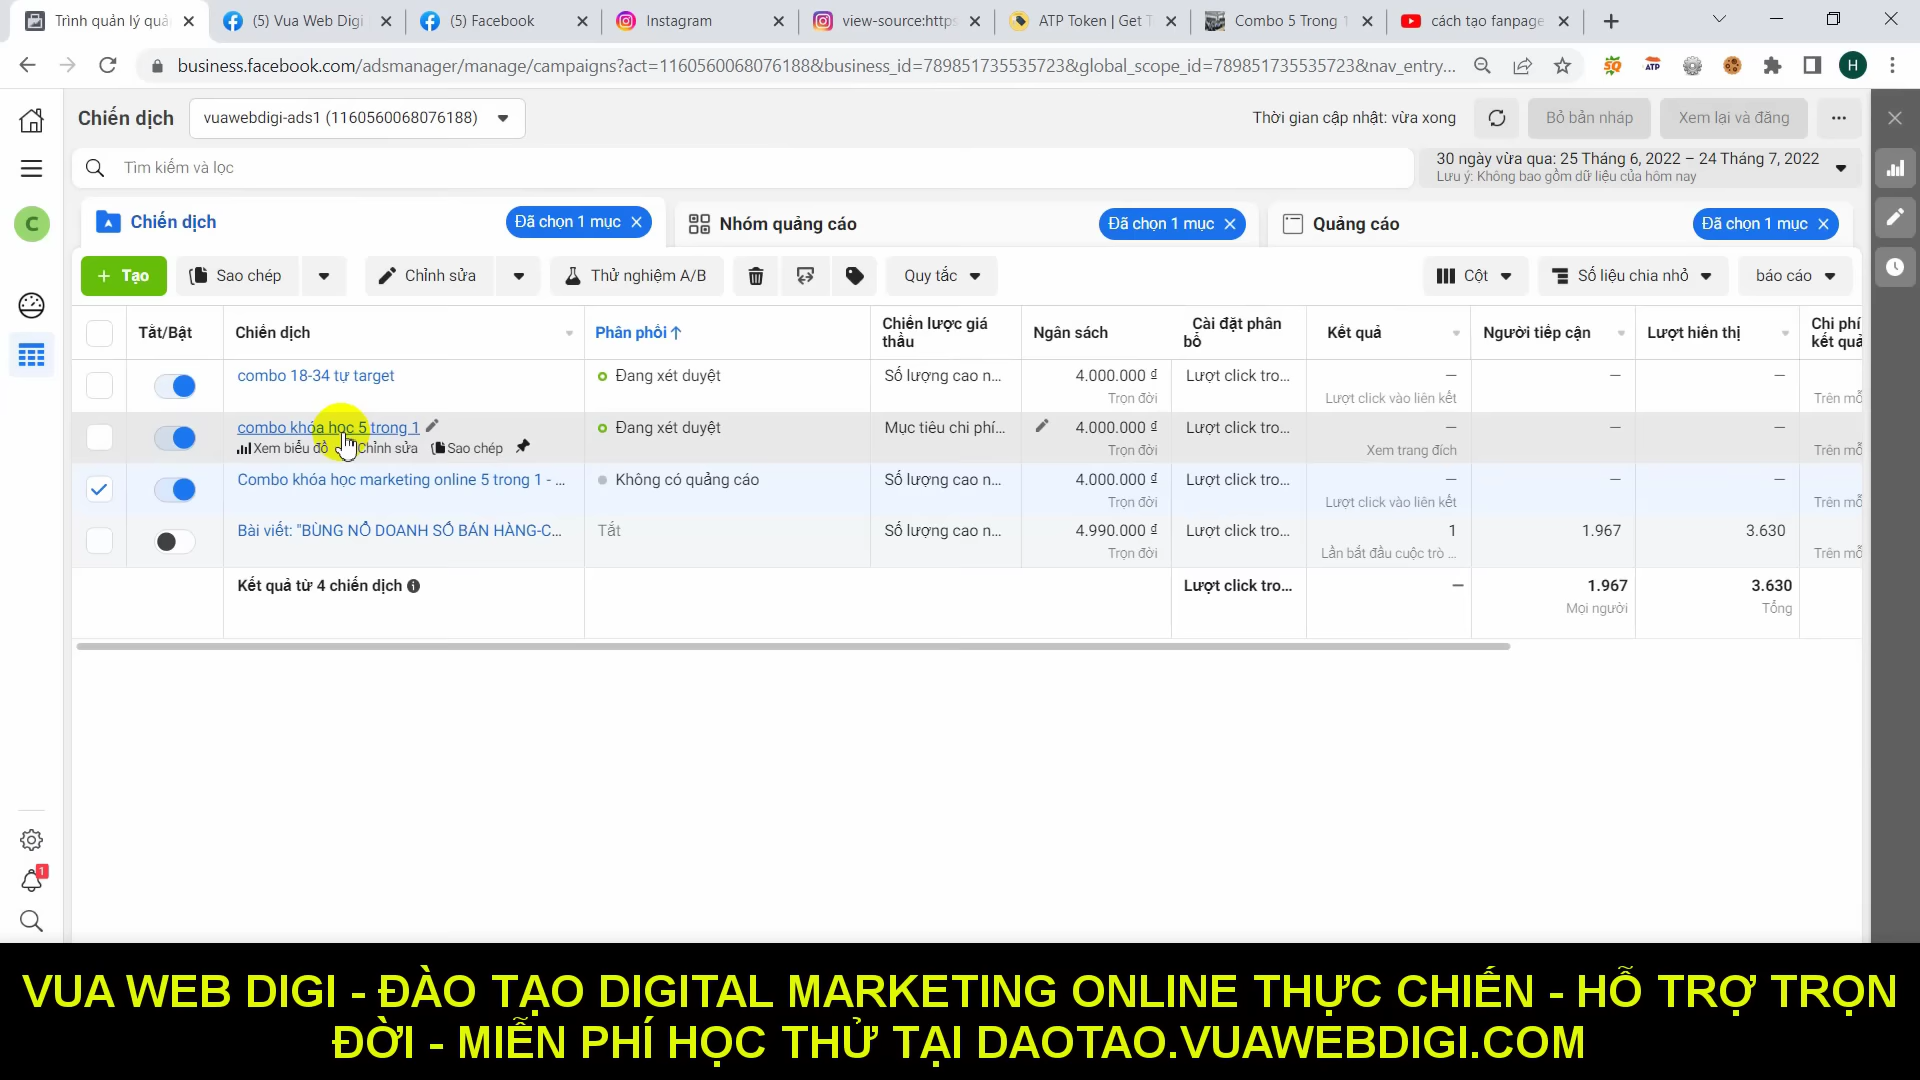 Trình quản lý quả
(5) Vua Web Digi
(5) Facebook
Instagram
view-source:https
ATP Token | Get T
Combo 5 Trong 1
cách tạo fanpage
business.facebook.com/adsmanager/manage/campaigns?act=1160560068076188&business_id=789851735535723&global_scope_id=789851735535723&nav_entry...
SQ
ATP
H
Chiến dịch
vuawebdigi-ads1 (1160560068076188)
Thời gian cập nhật: vừa xong
Bỏ bản nháp
Xem lại và đăng
Tìm kiếm và lọc
30 ngày vừa qua: 25 Tháng 6, 2022 – 24 Tháng 7, 2022
Lưu ý: Không bao gồm dữ liệu của hôm nay
C
Chiến dịch
Đã chọn 1 mục
Nhóm quảng cáo
Đã chọn 1 mục
Quảng cáo
Đã chọn 1 mục
+ Tạo
Sao chép
Chỉnh sửa
Thử nghiệm A/B
Quy tắc
Cột
Số liệu chia nhỏ
báo cáo
Tắt/Bật
Chiến dịch
Phân phối↑
Chiến lược giá thầu
Ngân sách
Cài đặt phân bổ
Kết quả
Người tiếp cận
Lượt hiển thị
Chi phí kết quả
combo 18-34 tự target
Đang xét duyệt
Số lượng cao n...
4.000.000 ₫
Lượt click tro...
—
—
—
Trọn đời
Lượt click vào liên kết
Trên mỗ
combo khóa học 5 trong 1
Đang xét duyệt
Mục tiêu chi phí...
4.000.000 ₫
Lượt click tro...
—
—
—
Xem biểu đồ
Chỉnh sửa
Sao chép
Trọn đời
Xem trang đích
Trên mỗ
Combo khóa học marketing online 5 trong 1 - ...
Không có quảng cáo
Số lượng cao n...
4.000.000 ₫
Lượt click tro...
—
—
—
Trọn đời
Lượt click vào liên kết
Trên mỗ
Bài viết: "BÙNG NỔ DOANH SỐ BÁN HÀNG-C...
Tắt
Số lượng cao n...
4.990.000 ₫
Lượt click tro...
1
1.967
3.630
Trọn đời
Lần bắt đầu cuộc trò ...
Trên mỗ
Kết quả từ 4 chiến dịch
Lượt click tro...
—
1.967
3.630
Mọi người
Tổng
1
VUA WEB DIGI - ĐÀO TẠO DIGITAL MARKETING ONLINE THỰC CHIẾN - HỖ TRỢ TRỌN
ĐỜI - MIỄN PHÍ HỌC THỬ TẠI DAOTAO.VUAWEBDIGI.COM